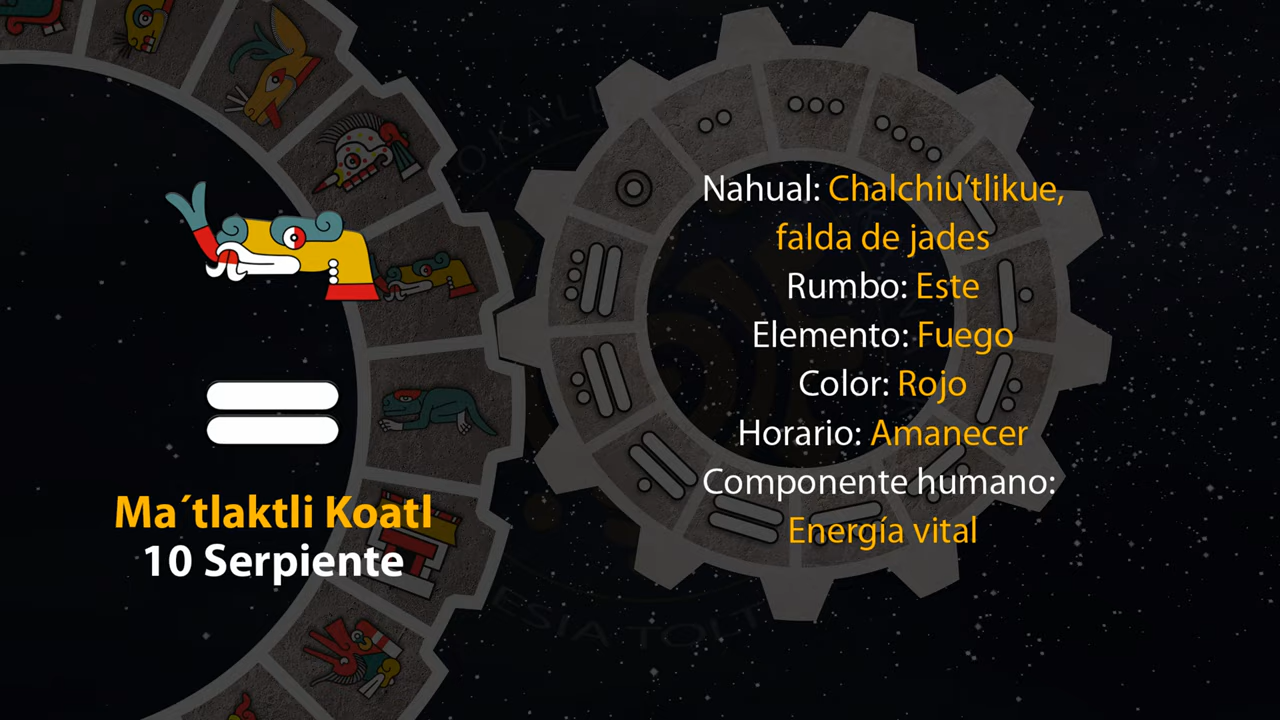 Ma´tlaktli Koatl
10 Serpiente
Nahual: Chalchiu’tlikue,
falda de jades
Rumbo: Este
Elemento: Fuego
Color: Rojo
Horario: Amanecer
Componente humano:
Energía vital